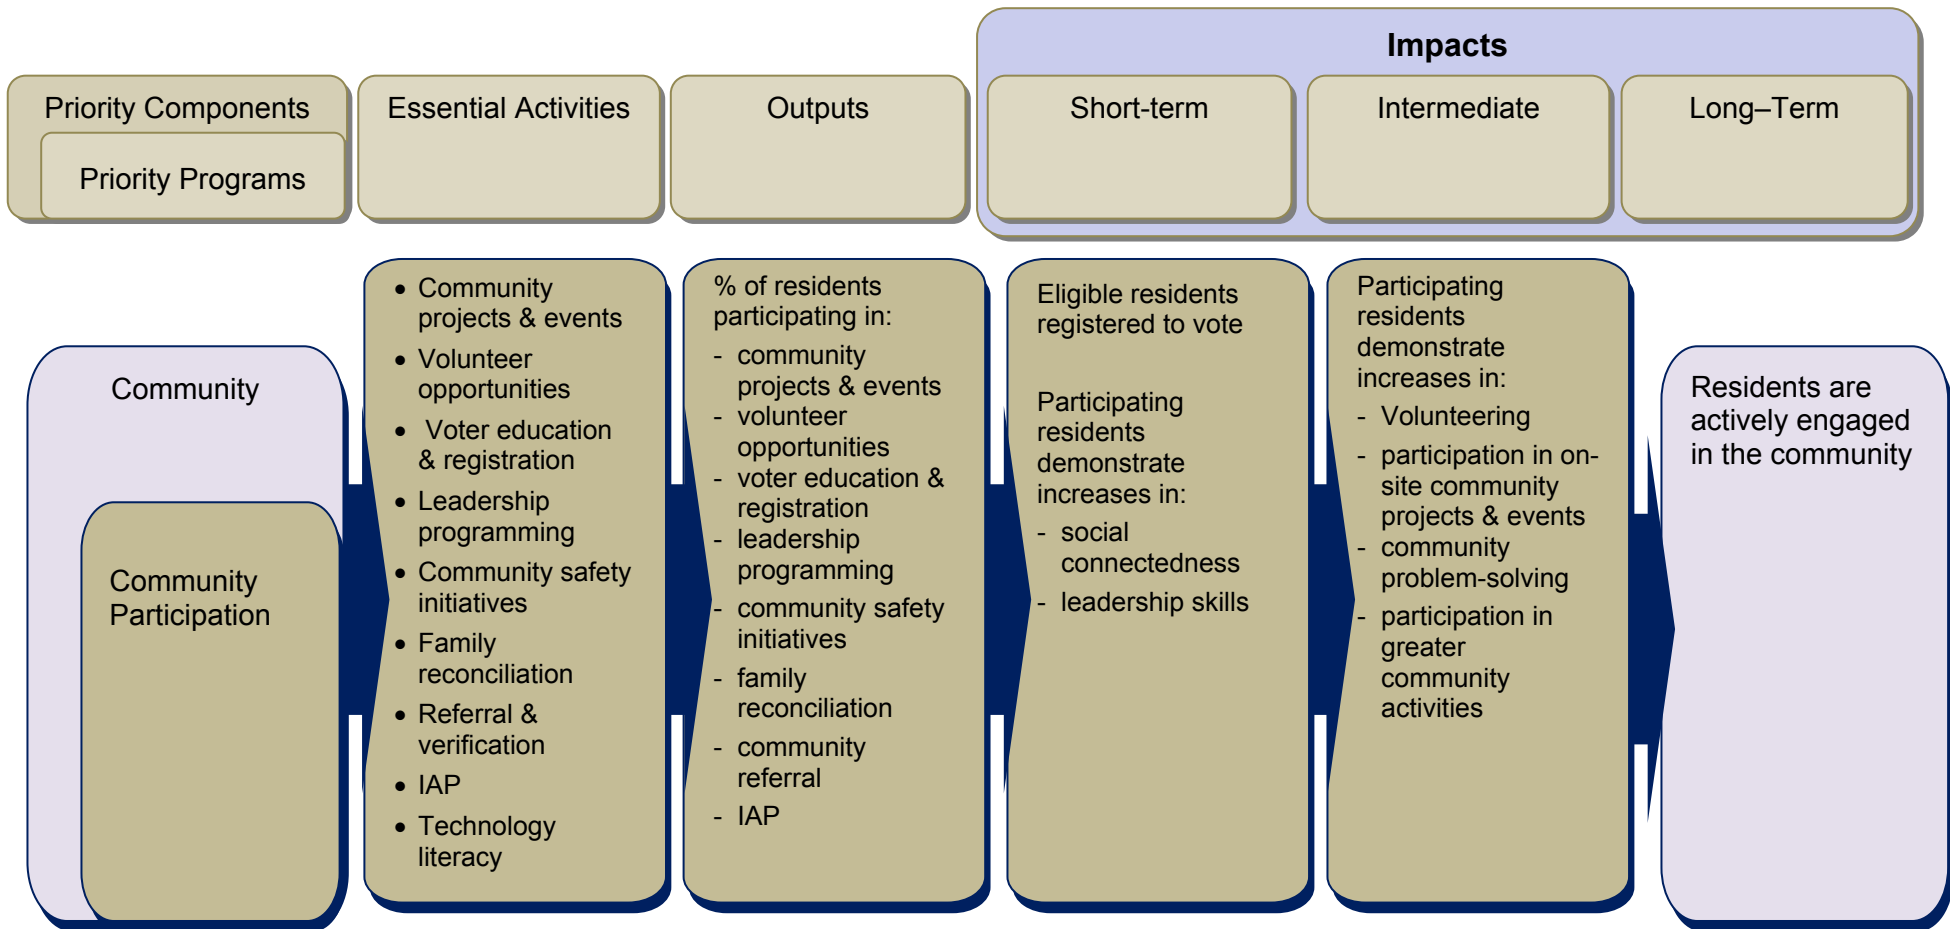 Impacts
Priority Components
Priority Programs
Essential Activities
Outputs
Short-term
Intermediate
Long–Term
Community
Community
Participation
• Community
projects & events
• Volunteer
opportunities
• Voter education
& registration
• Leadership
programming
• Community safety
initiatives
• Family
reconciliation
• Referral &
verification
• IAP
• Technology
literacy
% of residents
participating in:
- community
projects & events
- volunteer
opportunities
- voter education &
registration
- leadership
programming
- community safety
initiatives
- family
reconciliation
- community
referral
- IAP
Eligible residents
registered to vote
Participating
residents
demonstrate
increases in:
- social
connectedness
- leadership skills
Participating
residents
demonstrate
increases in:
- Volunteering
- participation in on-
site community
projects & events
- community
problem-solving
- participation in
greater
community
activities
Residents are
actively engaged
in the community